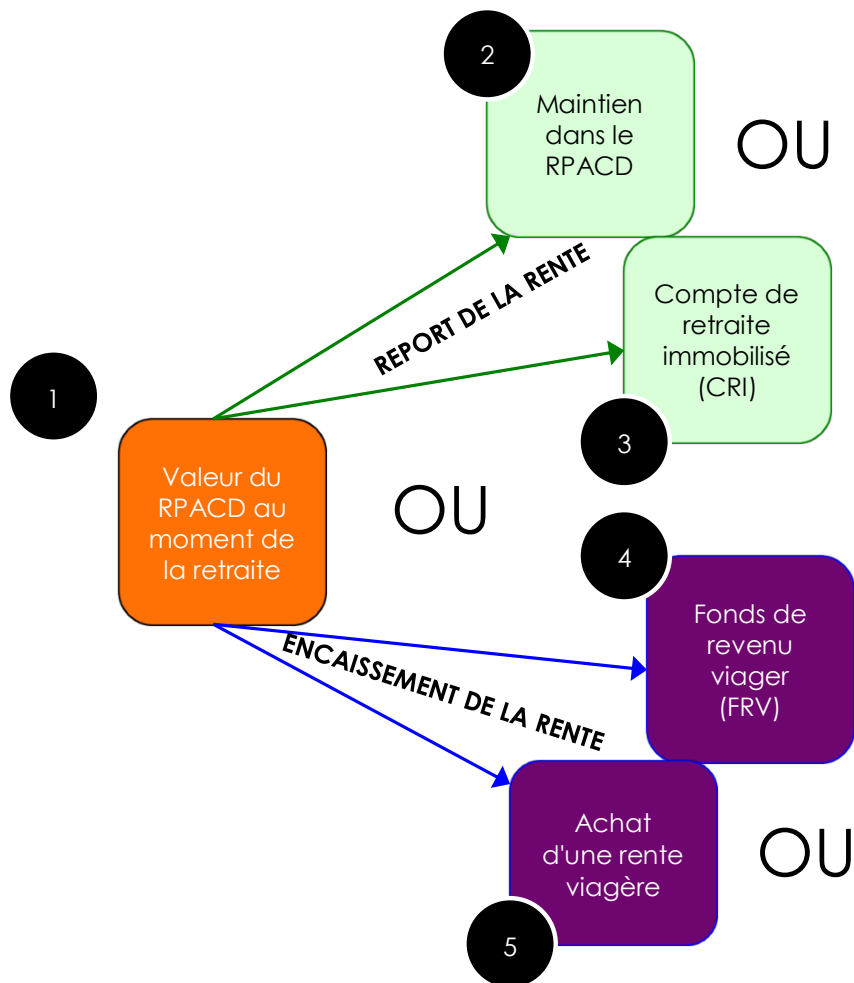 2
Maintien
dans le
RPACD
OU
REPORT DE LA RENTE
Compte de
retraite
immobilisé
(CRI)
3
1
Valeur du
RPACD au
moment de
la retraite
OU
4
Fonds de
revenu
viager
(FRV)
ENCAISSEMENT DE LA RENTE
Achat
d'une rente
viagère
OU
5